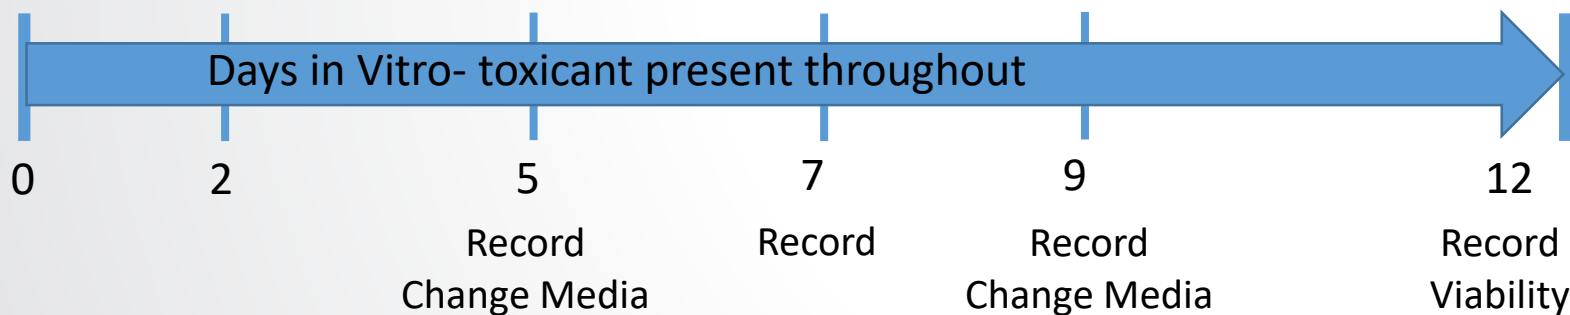 Days in Vitro- toxicant present throughout
0 2 5 7 9 12
Record Record Record Record
Change Media Change Media Viability